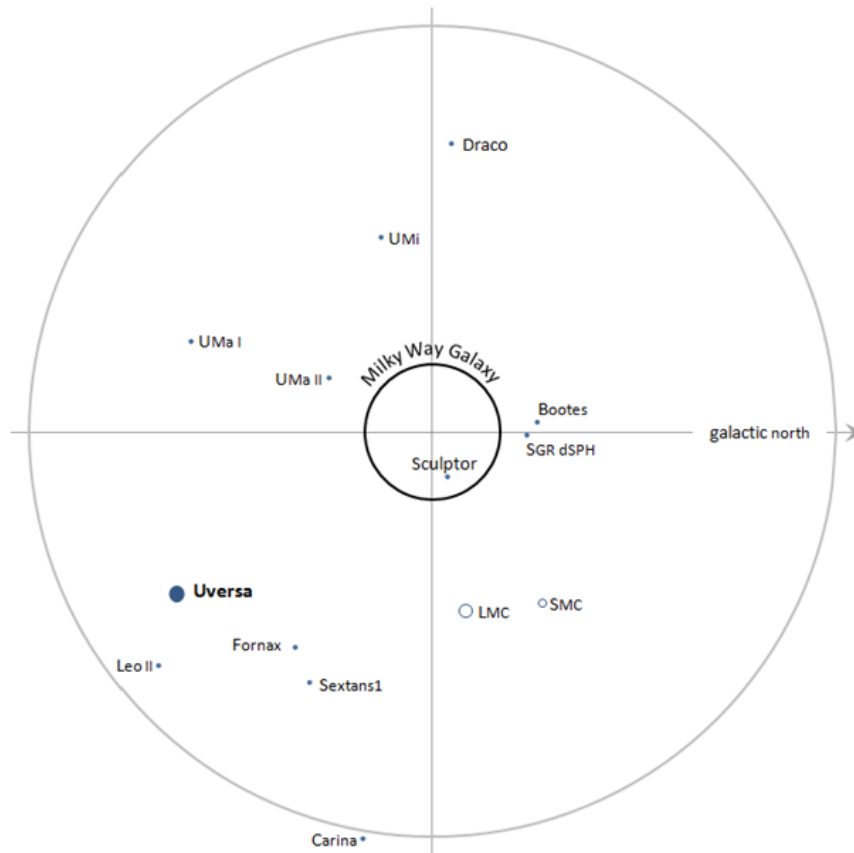 Draco
UMi
UMa I
Milky Way Galaxy
UMa II
Bootes
galactic north
SGR dSPH
Sculptor
Uversa
LMC
SMC
Fornax
Leo II
Sextans1
Carina